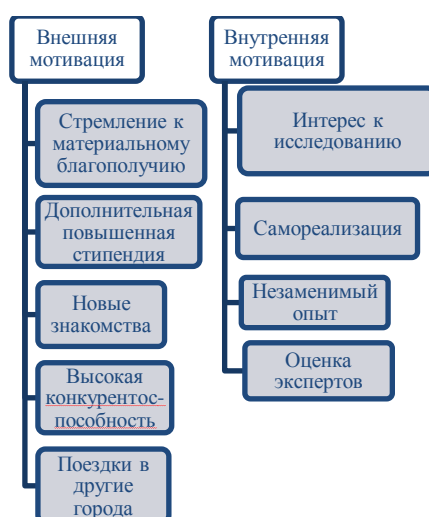 Внешняя
мотивация
Стремление к
материальному
благополучию
Дополнительная
повышенная
стипендия
Новые
знакомства
Высокая
конкурентос-
пособность
Поездки в
другие
города
Внутренняя
мотивация
Интерес к
исследованию
Самореализация
Незаменимый
опыт
Оценка
экспертов